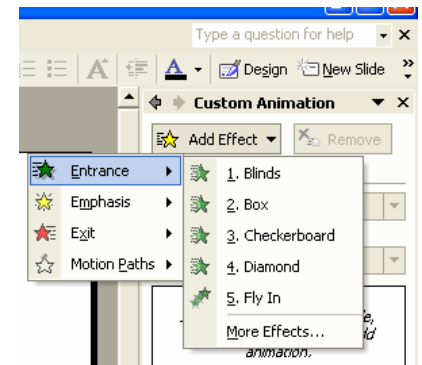 Type a question for help
A A Design New Slide
Custom Animation
Add Effect Remove
Entrance
Emphasis
Exit
Motion Paths
1. Blinds
2. Box
3. Checkerboard
4. Diamond
5. Fly In
More Effects...
animation.